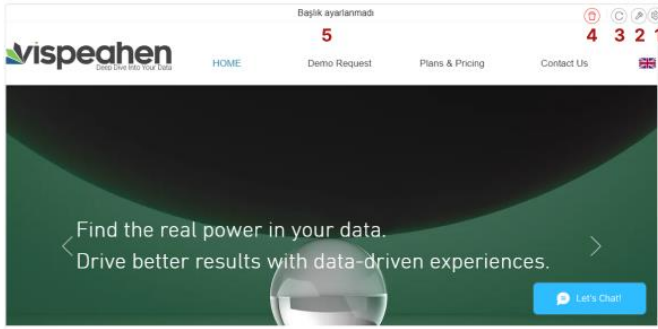 Başlık ayarlanmadı
5 4 3 2 1
vispeahen
Deep Dive Into Your Data
HOME Demo Request Plans & Pricing Contact Us
Find the real power in your data.
Drive better results with data-driven experiences.
Let's Chat!